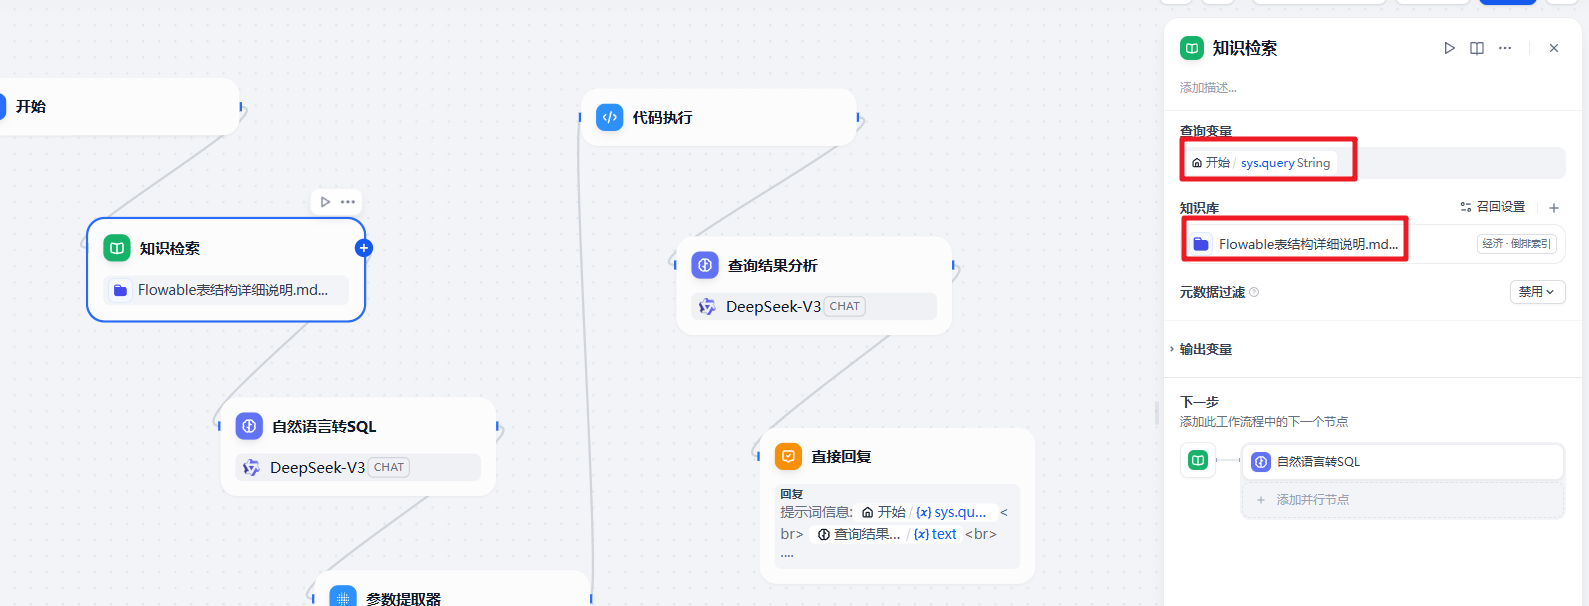 开始
知识检索
Flowable表结构详细说明.md...
自然语言转SQL
DeepSeek-V3 CHAT
参数提取器
代码执行
查询结果分析
DeepSeek-V3 CHAT
直接回复
回复
提示词信息: 开始 / {x} sys.qu... <
br> 查询结果... / {x} text <br>
....
知识检索
添加描述...
查询变量
开始 / sys.query String
知识库
召回设置
Flowable表结构详细说明.md...
经济 · 倒排索引
元数据过滤
禁用
输出变量
下一步
添加此工作流程中的下一个节点
自然语言转SQL
+ 添加并行节点